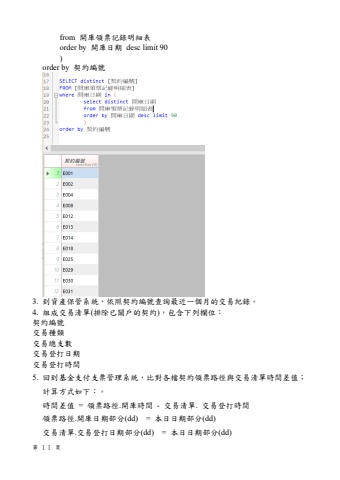 from 開庫領票記錄明細表
order by 開庫日期 desc limit 90
)
order by 契約編號
16
17 SELECT distinct [契約編號]
18 FROM [開庫領票記錄明細表]
19 where 開庫日期 in (
20 select distinct 開庫日期
21 from 開庫領票記錄明細表
22 order by 開庫日期 desc limit 90
23 )
24 order by 契約編號
25
契約編號
1 E001
2 E002
3 E004
4 E008
5 E012
6 E013
7 E014
8 E018
9 E025
10 E029
11 E030
12 E031
3. 到資產保管系統，依照契約編號查詢最近一個月的交易紀錄。
4. 組成交易清單(排除已關戶的契約)，包含下列欄位：
契約編號
交易種類
交易總支數
交易登打日期
交易登打時間
5. 回到基金支付支票管理系統，比對各檔契約領票路徑與交易清單時間差值；
計算方式如下：。
時間差值 = 領票路徑.開庫時間 - 交易清單. 交易登打時間
領票路徑.開庫日期部分(dd) = 本日日期部分(dd)
交易清單.交易登打日期部分(dd) = 本日日期部分(dd)
第 11 頁